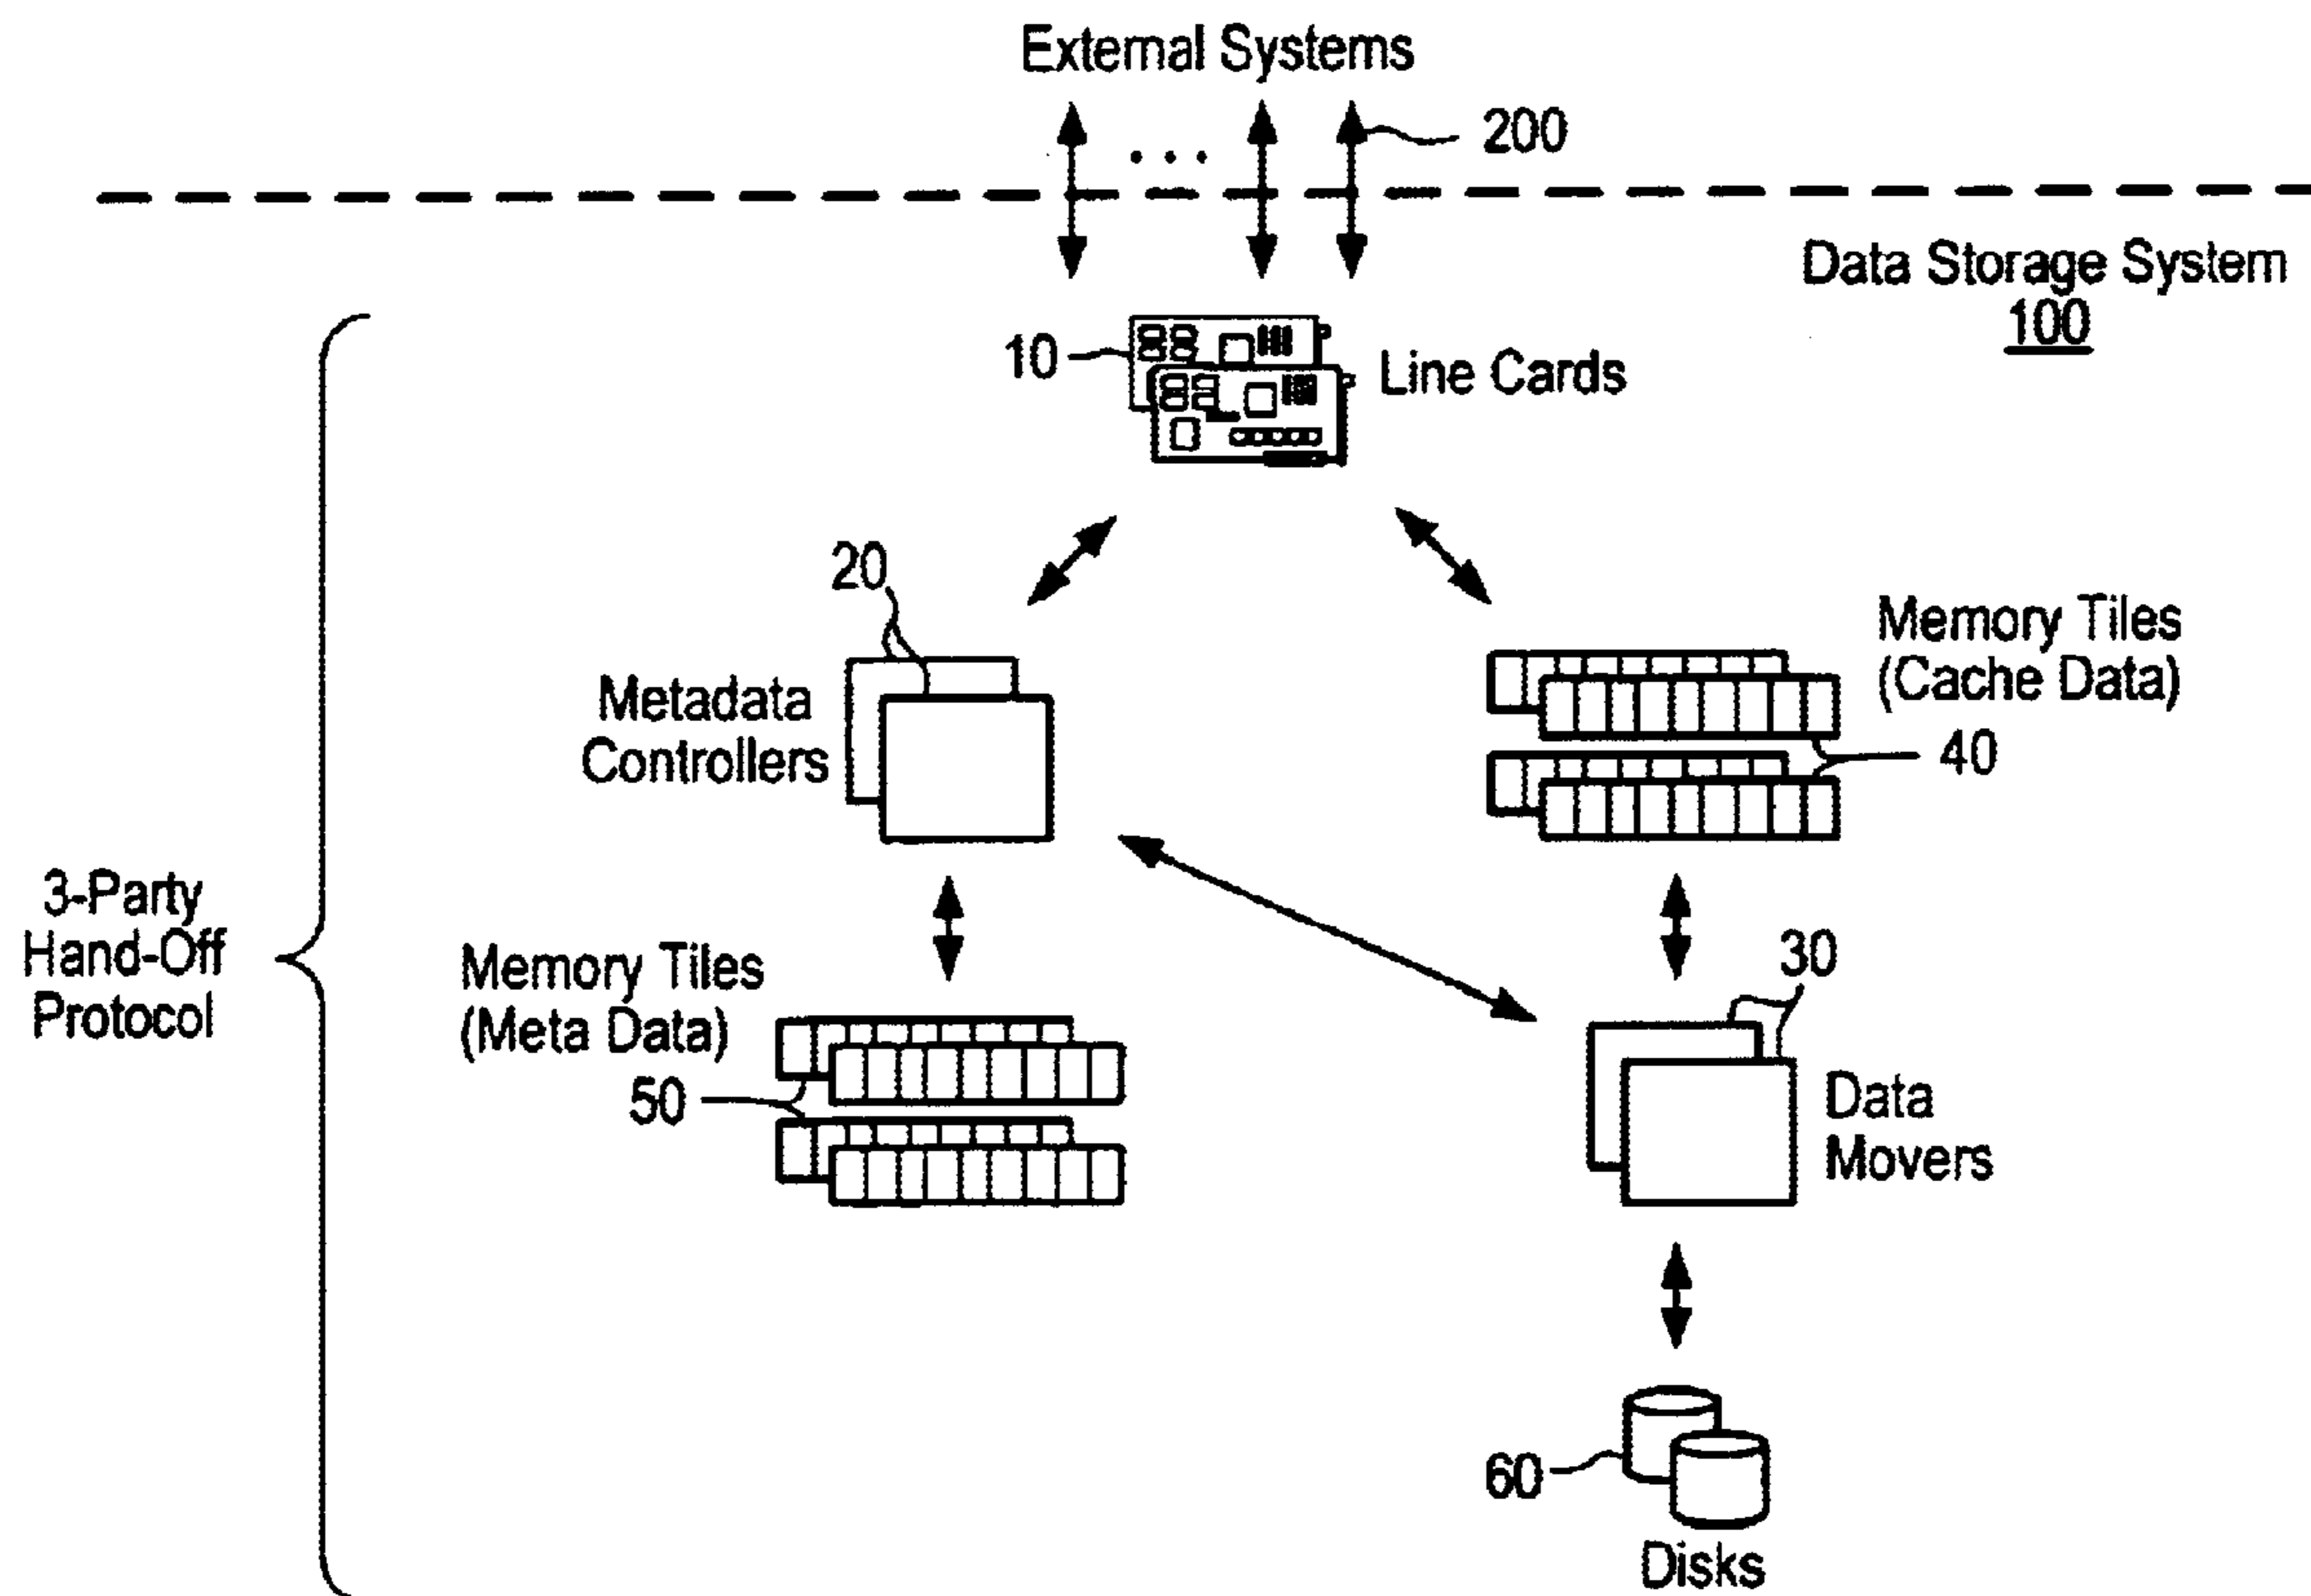 External Systems
200
Data Storage System
100
10
Line Cards
20
Metadata
Controllers
Memory Tiles
(Cache Data)
40
3-Party
Hand-Off
Protocol
Memory Tiles
(Meta Data)
50
30
Data
Movers
60
Disks